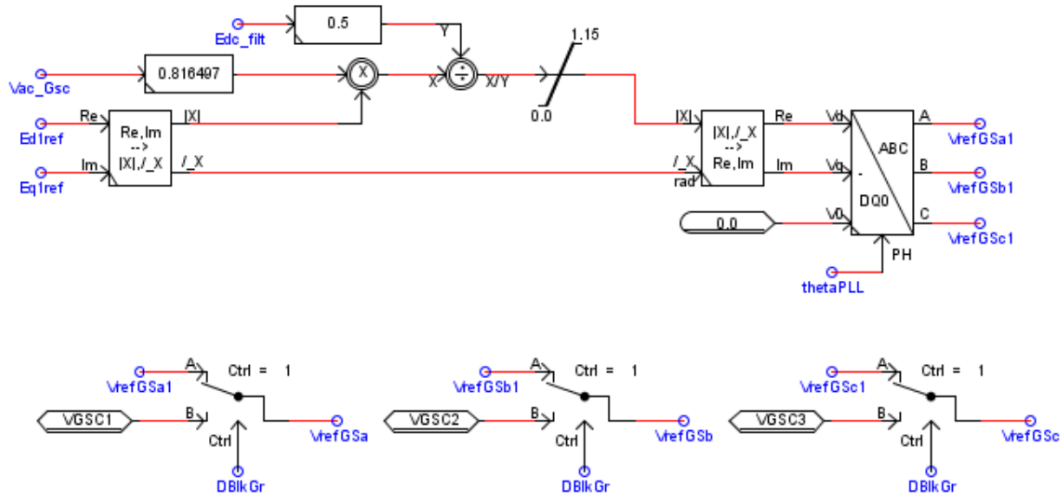 0.5
1.15
Edc_filt
Y
Vac_Gsc
0.816497
X
X
÷
X/Y
0.0
Ed1ref
Re
Re,Im
-->
|X|,/_X
|X|
|X|
|X|,/_X
-->
Re,Im
Re
Vd
A
VrefGSa1
ABC
Eq1ref
Im
/_X
/_X
rad
Im
Vq
-
B
VrefGSb1
DQ0
0.0
V0
C
VrefGSc1
PH
thetaPLL
A
Ctrl = 1
A
Ctrl = 1
A
Ctrl = 1
VrefGSa1
VrefGSb1
VrefGSc1
VGSC1
B
VGSC2
B
VGSC3
B
Ctrl
VrefGSa
Ctrl
VrefGSb
Ctrl
VrefGSc
DBlkGr
DBlkGr
DBlkGr